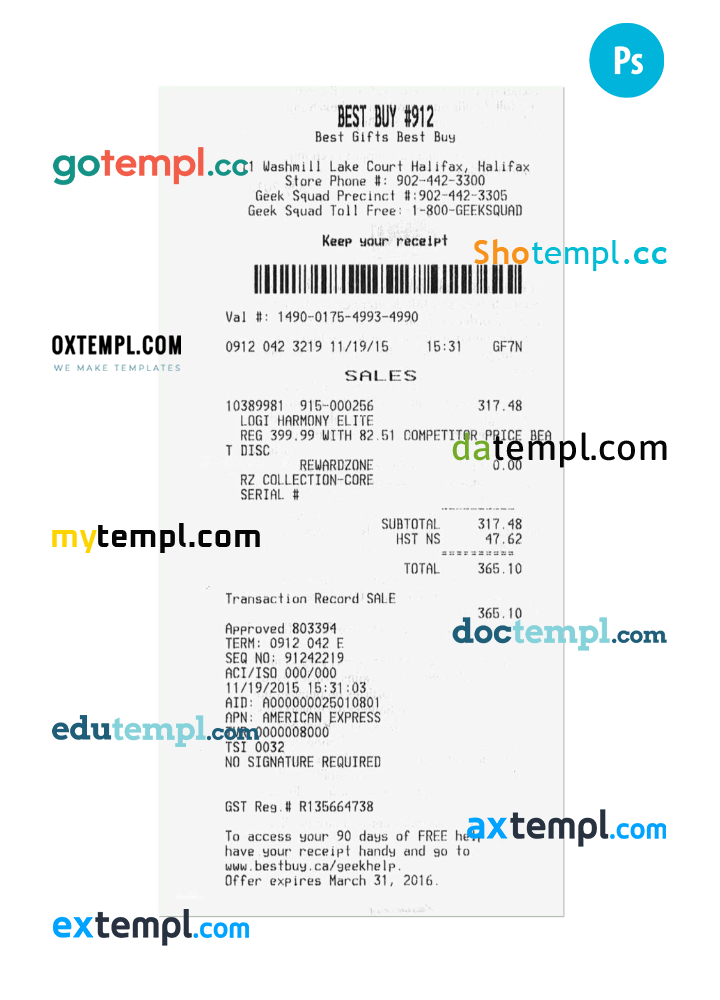 Ps
BEST BUY #912
Best Gifts Best Buy
gotempl.cc
1 Washmill Lake Court Halifax, Halifax
Store Phone #: 902-442-3300
Geek Squad Precinct #:902-442-3305
Geek Squad Toll Free: 1-800-GEEKSQUAD
Keep your receipt
Shotempl.cc
Val #: 1490-0175-4993-4990
OXTEMPL.COM
WE MAKE TEMPLATES
0912 042 3219 11/19/15 15:31 GF7N
SALES
10389981 915-000256 317.48
LOGI HARMONY ELITE
REG 399.99 WITH 82.51 COMPETITOR PRICE BEA
T DISC
datempl.com
REWARDZONE 0.00
RZ COLLECTION-CORE
SERIAL #
SUBTOTAL 317.48
mytempl.com
HST NS 47.62
TOTAL 365.10
Transaction Record SALE
365.10
Approved 803394
doctempl.com
TERM: 0912 042 E
SEQ NO: 91242219
ACI/ISO 000/000
11/19/2015 15:31:03
AID: A000000025010801
APN: AMERICAN EXPRESS
edutempl.com
0000008000
TSI 0032
NO SIGNATURE REQUIRED
GST Reg.# R135664738
axtempl.com
To access your 90 days of FREE help
have your receipt handy and go to
www.bestbuy.ca/geekhelp.
Offer expires March 31, 2016.
extempl.com